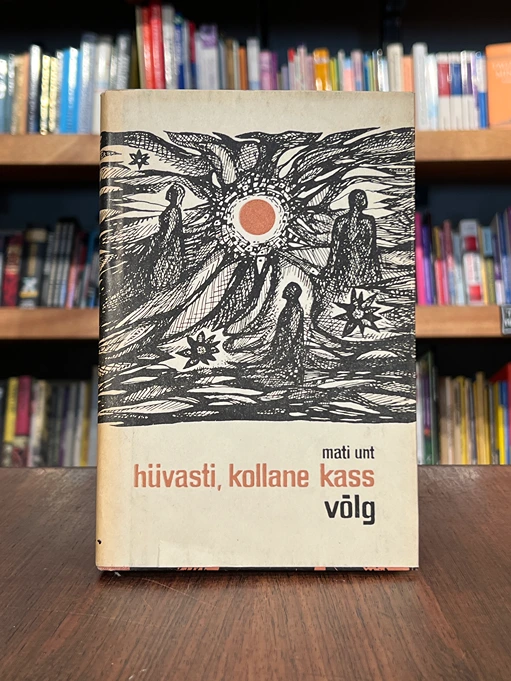 mati unt
hüvasti, kollane kass
võlg